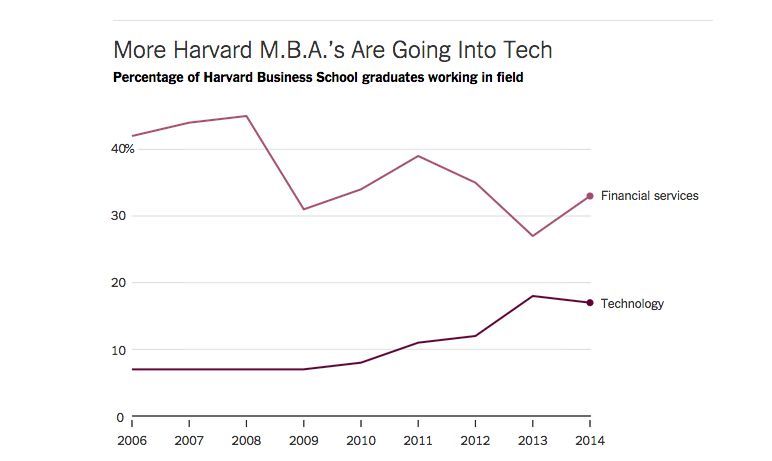 More Harvard M.B.A.'s Are Going Into Tech
Percentage of Harvard Business School graduates working in field
40%
30
Financial services
20
Technology
10
0
2006 2007 2008 2009 2010 2011 2012 2013 2014